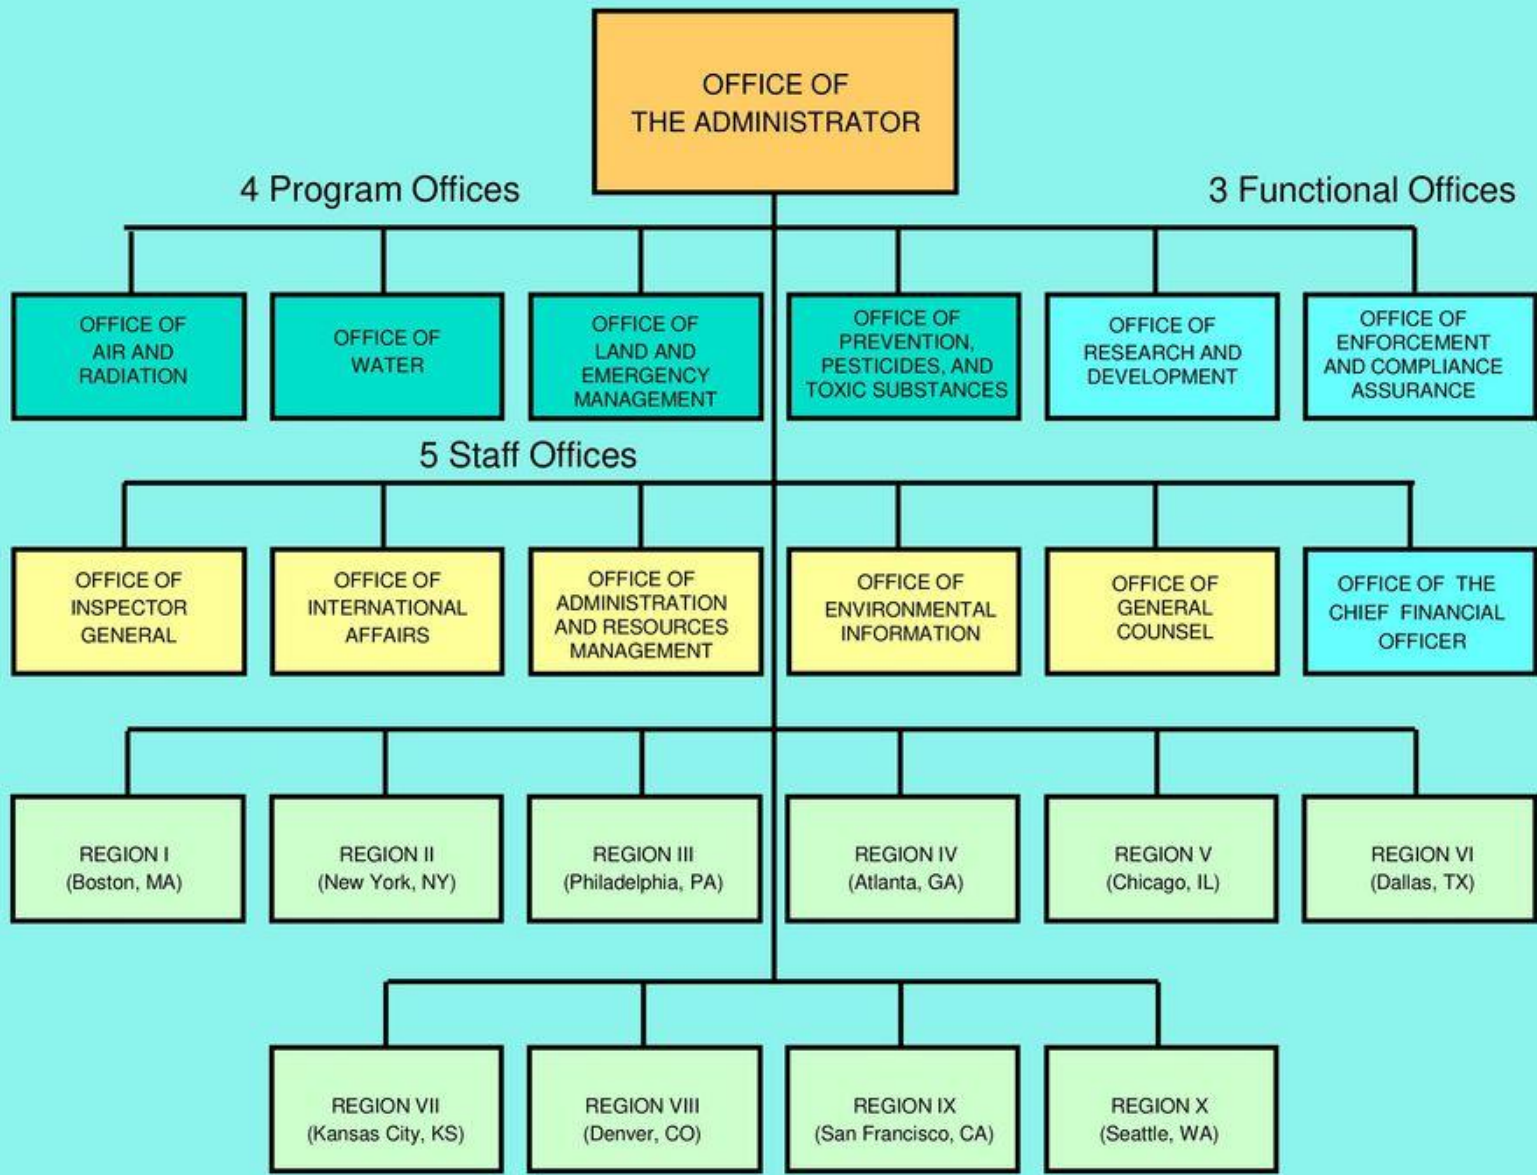 OFFICE OF
THE ADMINISTRATOR
4 Program Offices
3 Functional Offices
OFFICE OF
AIR AND
RADIATION
OFFICE OF
WATER
OFFICE OF
LAND AND
EMERGENCY
MANAGEMENT
OFFICE OF
PREVENTION,
PESTICIDES, AND
TOXIC SUBSTANCES
OFFICE OF
RESEARCH AND
DEVELOPMENT
OFFICE OF
ENFORCEMENT
AND COMPLIANCE
ASSURANCE
5 Staff Offices
OFFICE OF
INSPECTOR
GENERAL
OFFICE OF
INTERNATIONAL
AFFAIRS
OFFICE OF
ADMINISTRATION
AND RESOURCES
MANAGEMENT
OFFICE OF
ENVIRONMENTAL
INFORMATION
OFFICE OF
GENERAL
COUNSEL
OFFICE OF THE
CHIEF FINANCIAL
OFFICER
REGION I
(Boston, MA)
REGION II
(New York, NY)
REGION III
(Philadelphia, PA)
REGION IV
(Atlanta, GA)
REGION V
(Chicago, IL)
REGION VI
(Dallas, TX)
REGION VII
(Kansas City, KS)
REGION VIII
(Denver, CO)
REGION IX
(San Francisco, CA)
REGION X
(Seattle, WA)